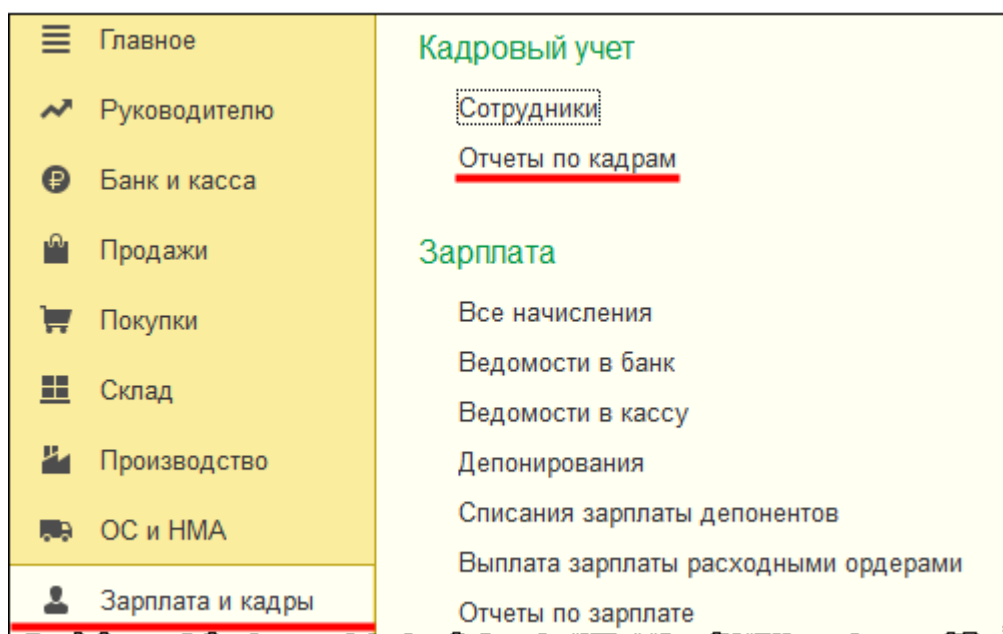 Главное
Руководителю
Банк и касса
Продажи
Покупки
Склад
Производство
ОС и НМА
Зарплата и кадры
Кадровый учет
Сотрудники
Отчеты по кадрам
Зарплата
Все начисления
Ведомости в банк
Ведомости в кассу
Депонирования
Списания зарплаты депонентов
Выплата зарплаты расходными ордерами
Отчеты по зарплате